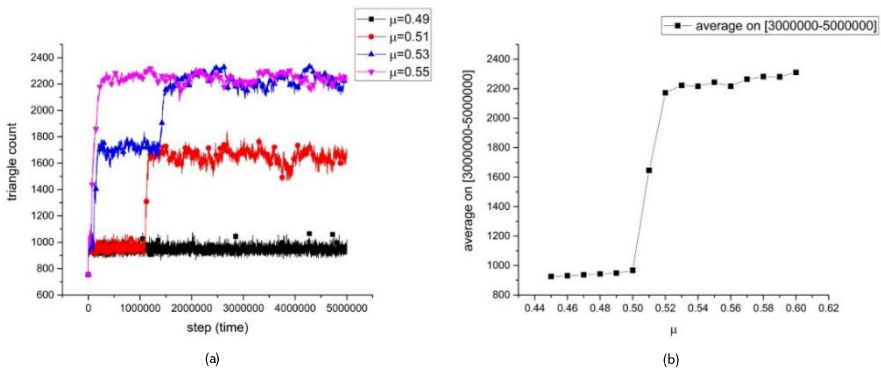 μ=0.49
μ=0.51
μ=0.53
μ=0.55
2400
2200
2000
1800
1600
1400
1200
1000
800
600
triangle count
0 1000000 2000000 3000000 4000000 5000000
step (time)
(a)
average on [3000000-5000000]
2400
2200
2000
1800
1600
1400
1200
1000
800
average on [3000000-5000000]
0.44 0.46 0.48 0.50 0.52 0.54 0.56 0.58 0.60 0.62
μ
(b)